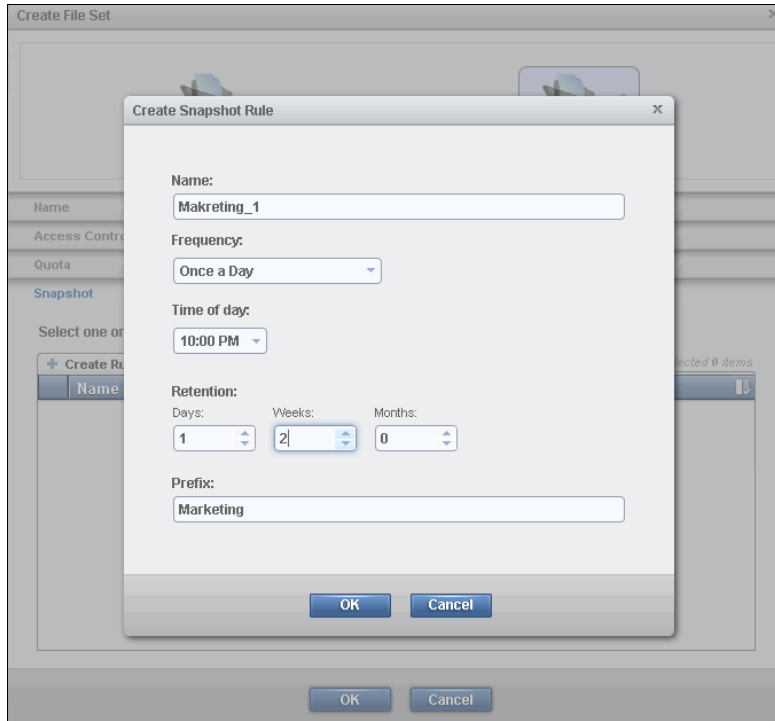 Create File Set
x
Create Snapshot Rule
x
Name:
Makreting_1
Frequency:
Once a Day
Time of day:
10:00 PM
Retention:
Days:
Weeks:
Months:
1
2
0
Prefix:
Marketing
OK
Cancel
Name
Access Contro
Quota
Snapshot
Select one or
Create Ru
lected 0 items
Name
OK
Cancel